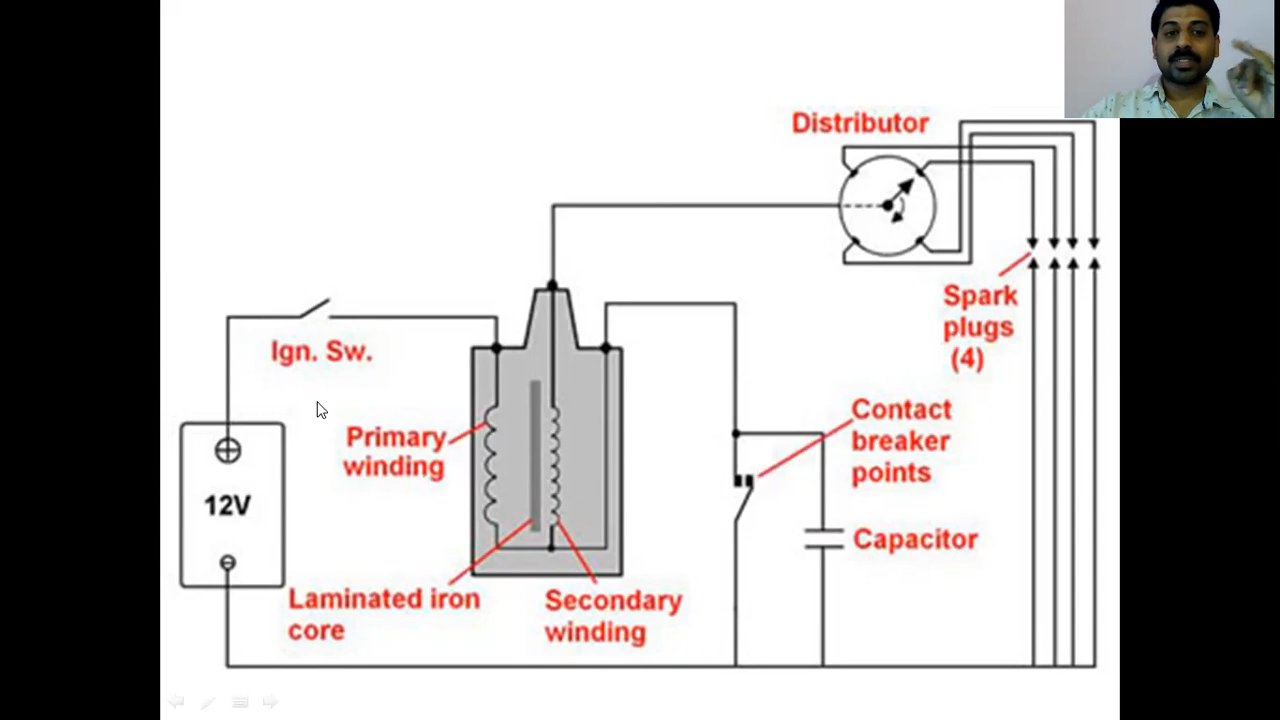 Distributor
Ign. Sw.
Spark
plugs
(4)
Primary
winding
Contact
breaker
points
12V
Capacitor
Laminated iron
core
Secondary
winding